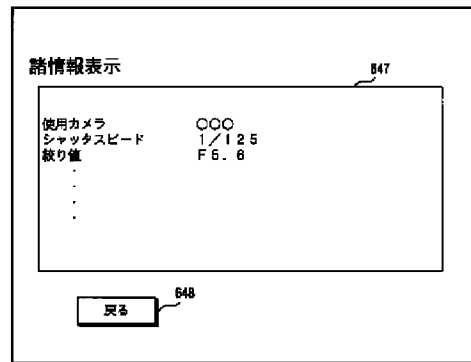 諸情報表示
647
使用カメラ ○○○
シャッタスピード 1/125
絞り値 F5.6
648
戻る